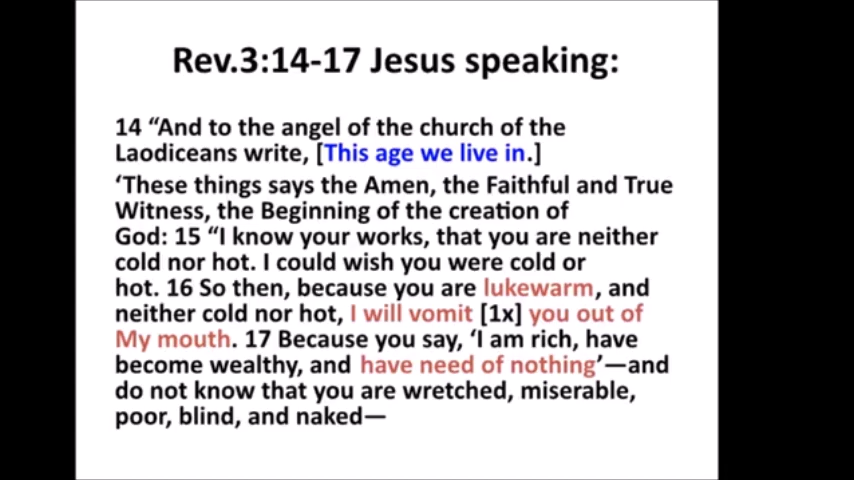 Rev.3:14-17 Jesus speaking:
14 “And to the angel of the church of the
Laodiceans write, [This age we live in.]
‘These things says the Amen, the Faithful and True
Witness, the Beginning of the creation of
God: 15 “I know your works, that you are neither
cold nor hot. I could wish you were cold or
hot. 16 So then, because you are lukewarm, and
neither cold nor hot, I will vomit [1x] you out of
My mouth. 17 Because you say, ‘I am rich, have
become wealthy, and have need of nothing’—and
do not know that you are wretched, miserable,
poor, blind, and naked—